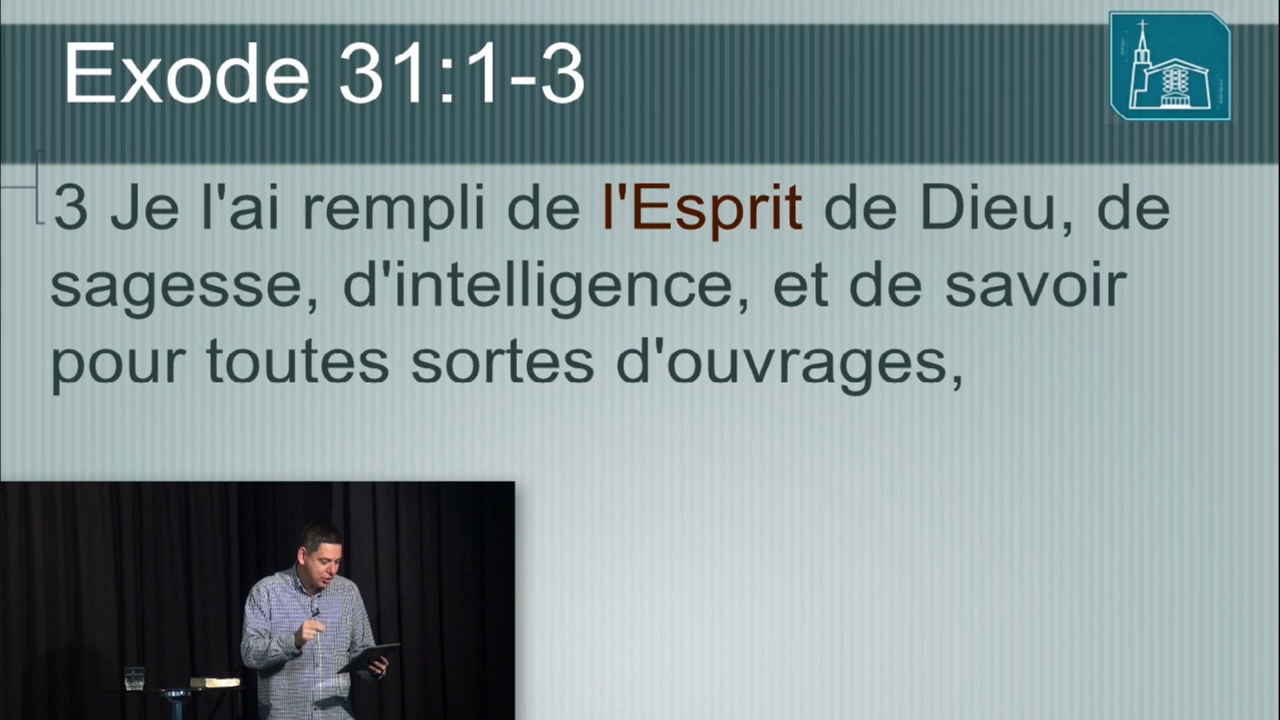 Exode 31:1-3
3 Je l'ai rempli de l'Esprit de Dieu, de
sagesse, d'intelligence, et de savoir
pour toutes sortes d'ouvrages,